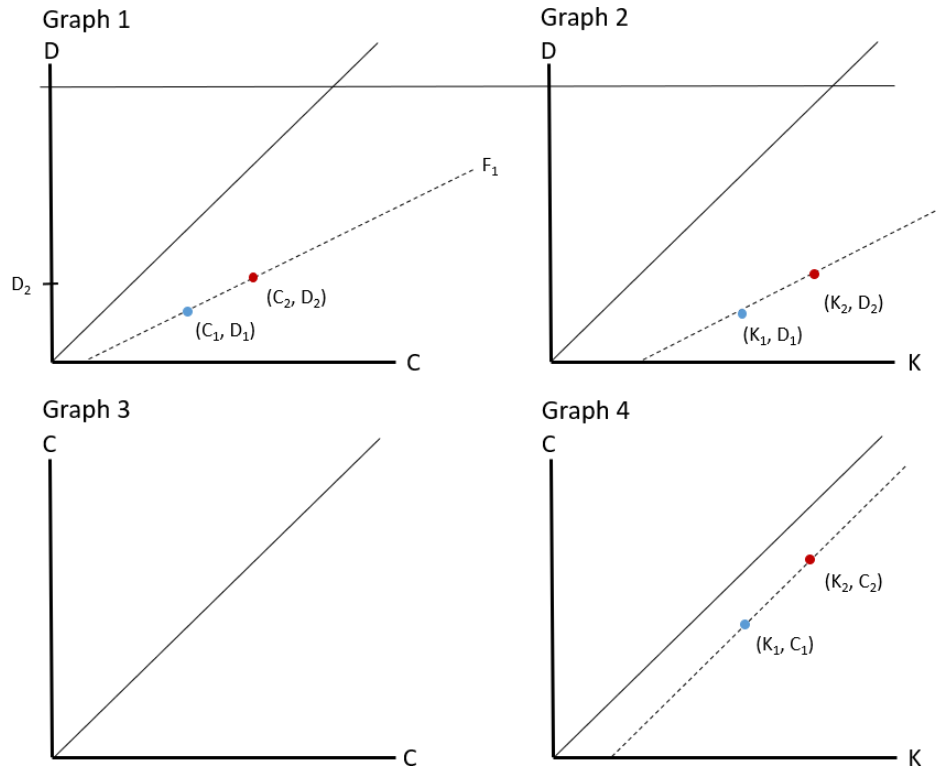 Graph 1
D
F₁
D₂
(C₂, D₂)
(C₁, D₁)
C
Graph 2
D
(K₂, D₂)
(K₁, D₁)
K
Graph 3
C
C
Graph 4
C
(K₂, C₂)
(K₁, C₁)
K